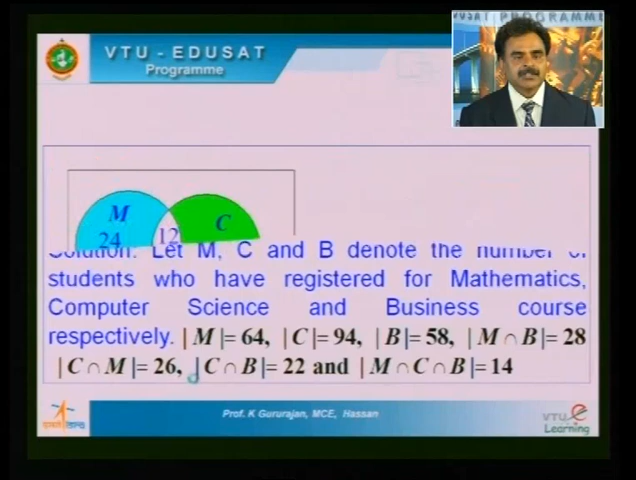 VTU - EDUSAT
Programme
M
C
24
12
Solution: Let M, C and B denote the number of
students who have registered for Mathematics,
Computer Science and Business course
respectively. |M|= 64, |C|= 94, |B|= 58, |M∩B|= 28
|C∩M|= 26, |C∩B|= 22 and |M∩C∩B|= 14
Prof. K Gururajan, MCE, Hassan
VTU e
Learning